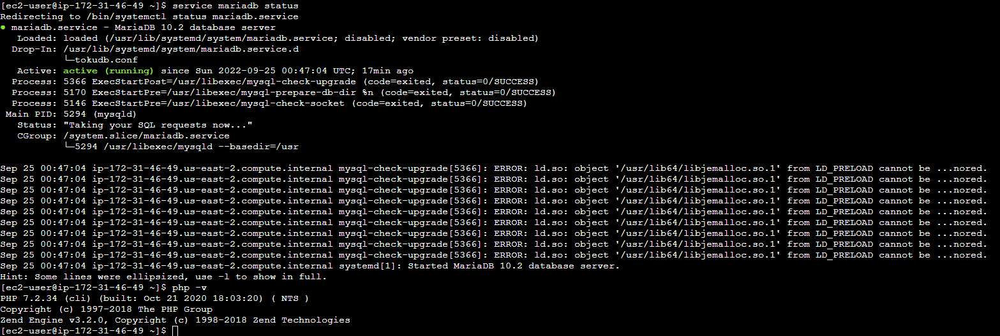 [ec2-user@ip-172-31-46-49 ~]$ service mariadb status
Redirecting to /bin/systemctl status mariadb.service
● mariadb.service - MariaDB 10.2 database server
   Loaded: loaded (/usr/lib/systemd/system/mariadb.service; disabled; vendor preset: disabled)
  Drop-In: /usr/lib/systemd/system/mariadb.service.d
           └─tokudb.conf
   Active: active (running) since Sun 2022-09-25 00:47:04 UTC; 17min ago
  Process: 5366 ExecStartPost=/usr/libexec/mysql-check-upgrade (code=exited, status=0/SUCCESS)
  Process: 5170 ExecStartPre=/usr/libexec/mysql-prepare-db-dir %n (code=exited, status=0/SUCCESS)
  Process: 5146 ExecStartPre=/usr/libexec/mysql-check-socket (code=exited, status=0/SUCCESS)
 Main PID: 5294 (mysqld)
   Status: "Taking your SQL requests now..."
   CGroup: /system.slice/mariadb.service
           └─5294 /usr/libexec/mysqld --basedir=/usr

Sep 25 00:47:04 ip-172-31-46-49.us-east-2.compute.internal mysql-check-upgrade[5366]: ERROR: ld.so: object '/usr/lib64/libjemalloc.so.1' from LD_PRELOAD cannot be ...nored.
Sep 25 00:47:04 ip-172-31-46-49.us-east-2.compute.internal mysql-check-upgrade[5366]: ERROR: ld.so: object '/usr/lib64/libjemalloc.so.1' from LD_PRELOAD cannot be ...nored.
Sep 25 00:47:04 ip-172-31-46-49.us-east-2.compute.internal mysql-check-upgrade[5366]: ERROR: ld.so: object '/usr/lib64/libjemalloc.so.1' from LD_PRELOAD cannot be ...nored.
Sep 25 00:47:04 ip-172-31-46-49.us-east-2.compute.internal mysql-check-upgrade[5366]: ERROR: ld.so: object '/usr/lib64/libjemalloc.so.1' from LD_PRELOAD cannot be ...nored.
Sep 25 00:47:04 ip-172-31-46-49.us-east-2.compute.internal mysql-check-upgrade[5366]: ERROR: ld.so: object '/usr/lib64/libjemalloc.so.1' from LD_PRELOAD cannot be ...nored.
Sep 25 00:47:04 ip-172-31-46-49.us-east-2.compute.internal mysql-check-upgrade[5366]: ERROR: ld.so: object '/usr/lib64/libjemalloc.so.1' from LD_PRELOAD cannot be ...nored.
Sep 25 00:47:04 ip-172-31-46-49.us-east-2.compute.internal mysql-check-upgrade[5366]: ERROR: ld.so: object '/usr/lib64/libjemalloc.so.1' from LD_PRELOAD cannot be ...nored.
Sep 25 00:47:04 ip-172-31-46-49.us-east-2.compute.internal mysql-check-upgrade[5366]: ERROR: ld.so: object '/usr/lib64/libjemalloc.so.1' from LD_PRELOAD cannot be ...nored.
Sep 25 00:47:04 ip-172-31-46-49.us-east-2.compute.internal mysql-check-upgrade[5366]: ERROR: ld.so: object '/usr/lib64/libjemalloc.so.1' from LD_PRELOAD cannot be ...nored.
Sep 25 00:47:04 ip-172-31-46-49.us-east-2.compute.internal systemd[1]: Started MariaDB 10.2 database server.
Hint: Some lines were ellipsized, use -l to show in full.
[ec2-user@ip-172-31-46-49 ~]$ php -v
PHP 7.2.34 (cli) (built: Oct 21 2020 18:03:20) ( NTS )
Copyright (c) 1997-2018 The PHP Group
Zend Engine v3.2.0, Copyright (c) 1998-2018 Zend Technologies
[ec2-user@ip-172-31-46-49 ~]$